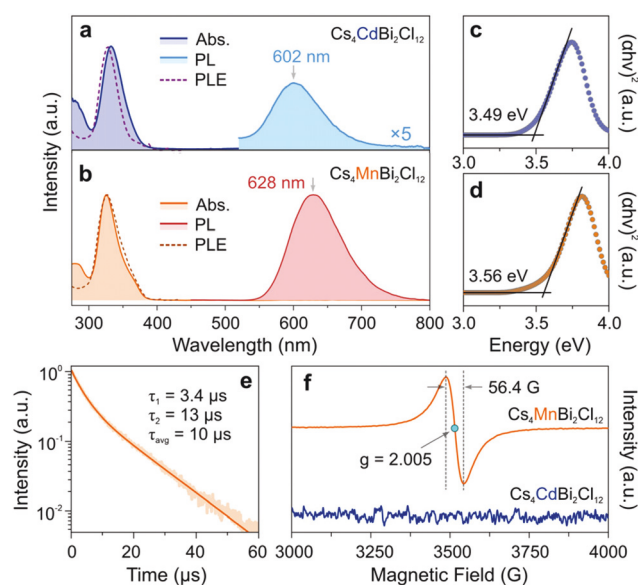 a
Abs.
PL
PLE
Cs₄CdBi₂Cl₁₂
602 nm
×5
b
Abs.
PL
PLE
Cs₄MnBi₂Cl₁₂
628 nm
Intensity (a.u.)
300 400 500 600 700 800
Wavelength (nm)
c
3.49 eV
3.0 3.5 4.0
(αhν)² (a.u.)
d
3.56 eV
3.0 3.5 4.0
Energy (eV)
(αhν)² (a.u.)
e
τ₁ = 3.4 µs
τ₂ = 13 µs
τavg = 10 µs
10⁰
10⁻¹
10⁻²
Intensity (a.u.)
0 20 40 60
Time (µs)
f
56.4 G
Cs₄MnBi₂Cl₁₂
g = 2.005
Cs₄CdBi₂Cl₁₂
Intensity (a.u.)
3000 3250 3500 3750 4000
Magnetic Field (G)